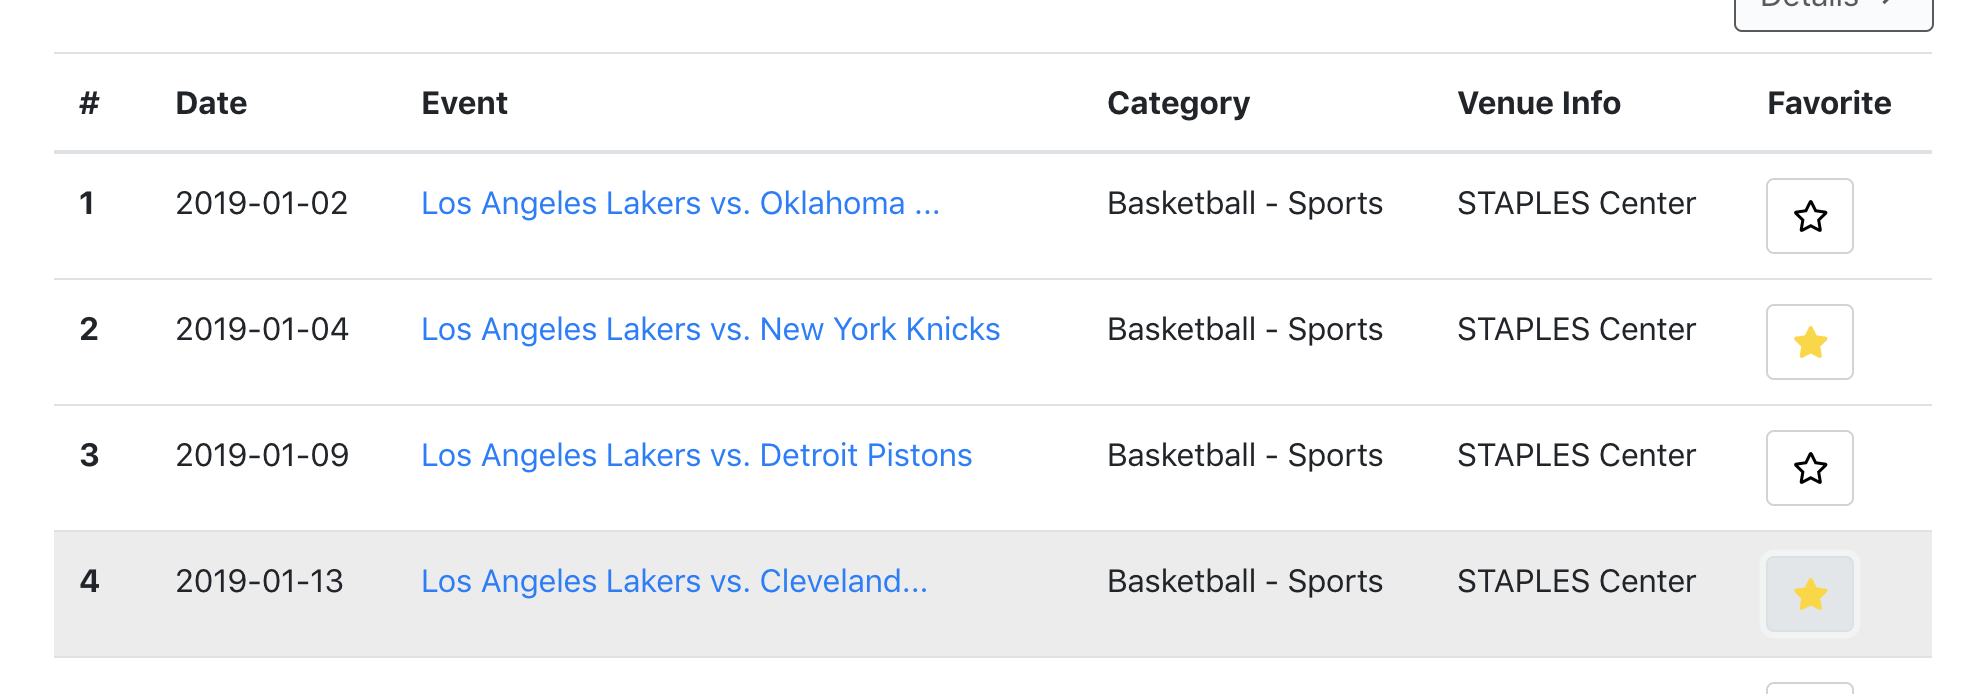 Details
# Date Event Category Venue Info Favorite
1 2019-01-02 Los Angeles Lakers vs. Oklahoma ... Basketball - Sports STAPLES Center
2 2019-01-04 Los Angeles Lakers vs. New York Knicks Basketball - Sports STAPLES Center
3 2019-01-09 Los Angeles Lakers vs. Detroit Pistons Basketball - Sports STAPLES Center
4 2019-01-13 Los Angeles Lakers vs. Cleveland... Basketball - Sports STAPLES Center